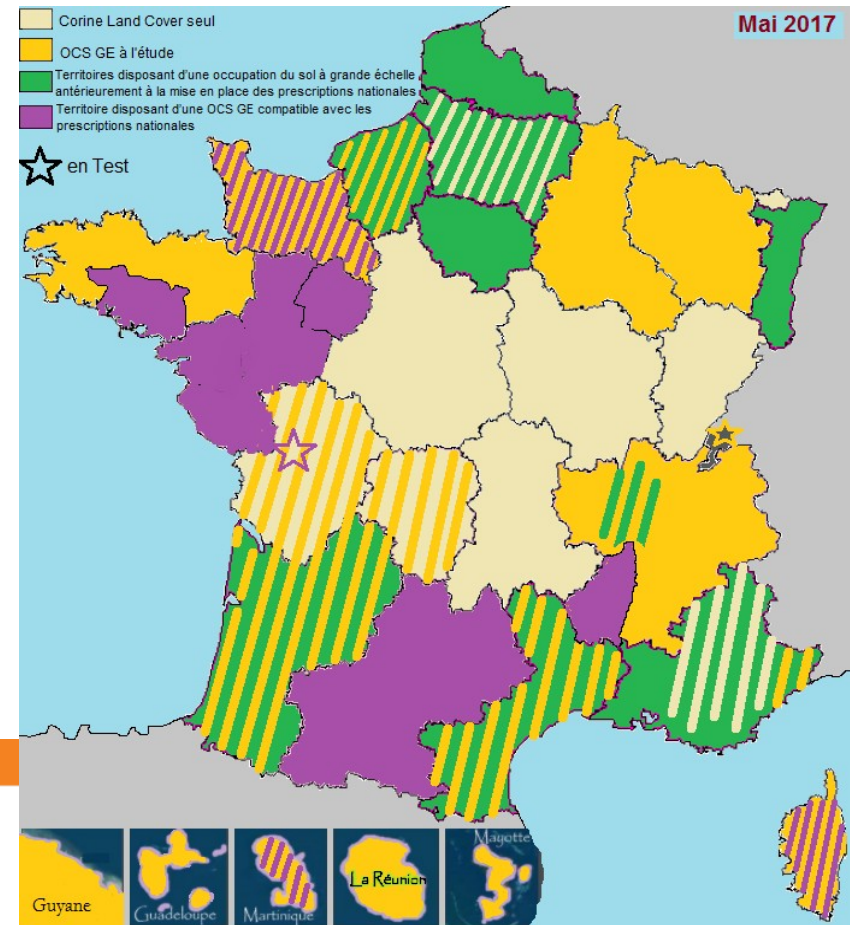 Mai 2017
Corine Land Cover seul
OCS GE à l'étude
Territoires disposant d'une occupation du sol à grande échelle
antérieurement à la mise en place des prescriptions nationales
Territoire disposant d'une OCS GE compatible avec les
prescriptions nationales
en Test
Guyane
Guadeloupe
Martinique
La Réunion
Mayotte